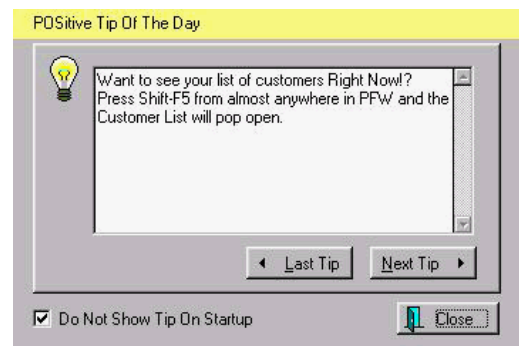 POSitive Tip Of The Day
Want to see your list of customers Right Now!?
Press Shift-F5 from almost anywhere in PFW and the
Customer List will pop open.
Last Tip
Next Tip
Do Not Show Tip On Startup
Close